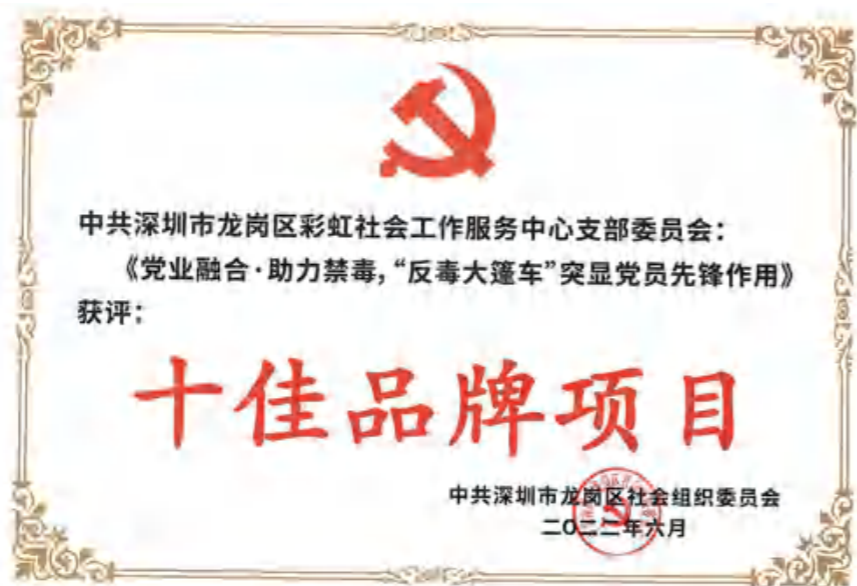 中共深圳市龙岗区彩虹社会工作服务中心支部委员会：
《党业融合·助力禁毒，“反毒大篷车”突显党员先锋作用》
获评：
十佳品牌项目
中共深圳市龙岗区社会组织委员会
二〇二二年六月